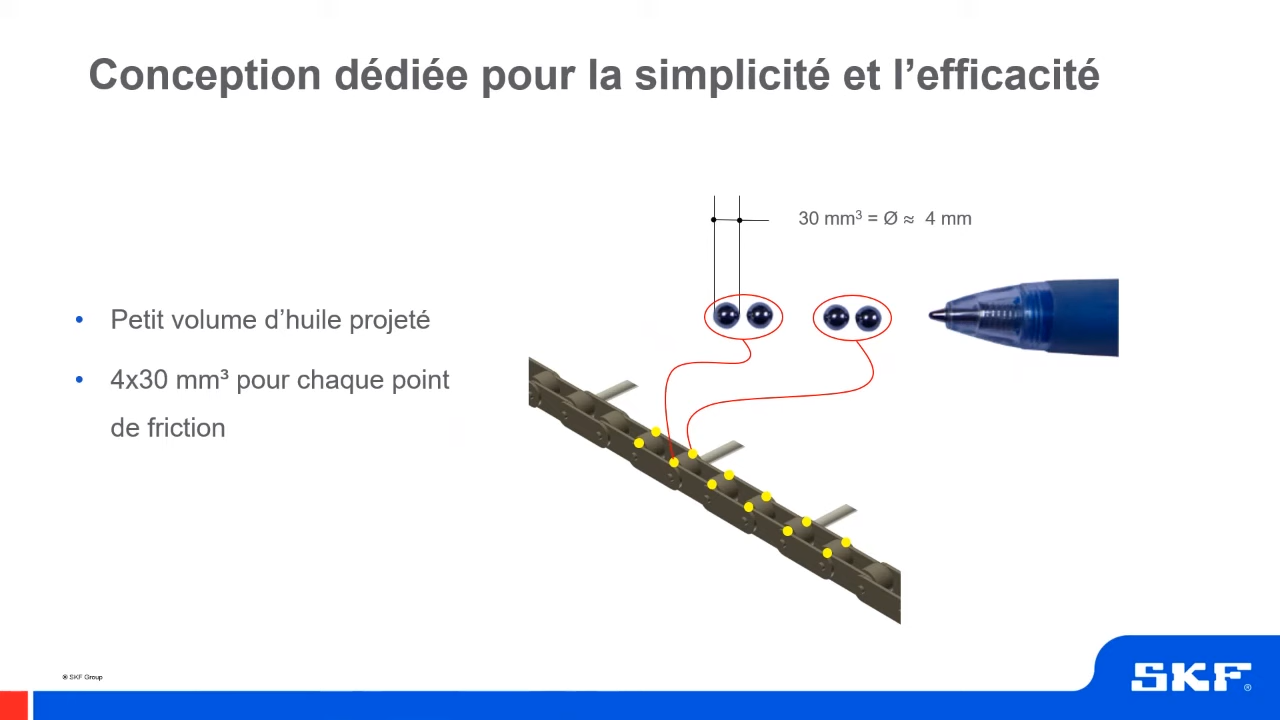 Conception dédiée pour la simplicité et l’efficacité
30 mm³ = Ø ≈ 4 mm
• Petit volume d’huile projeté
• 4x30 mm³ pour chaque point
de friction
® SKF Group
SKF®